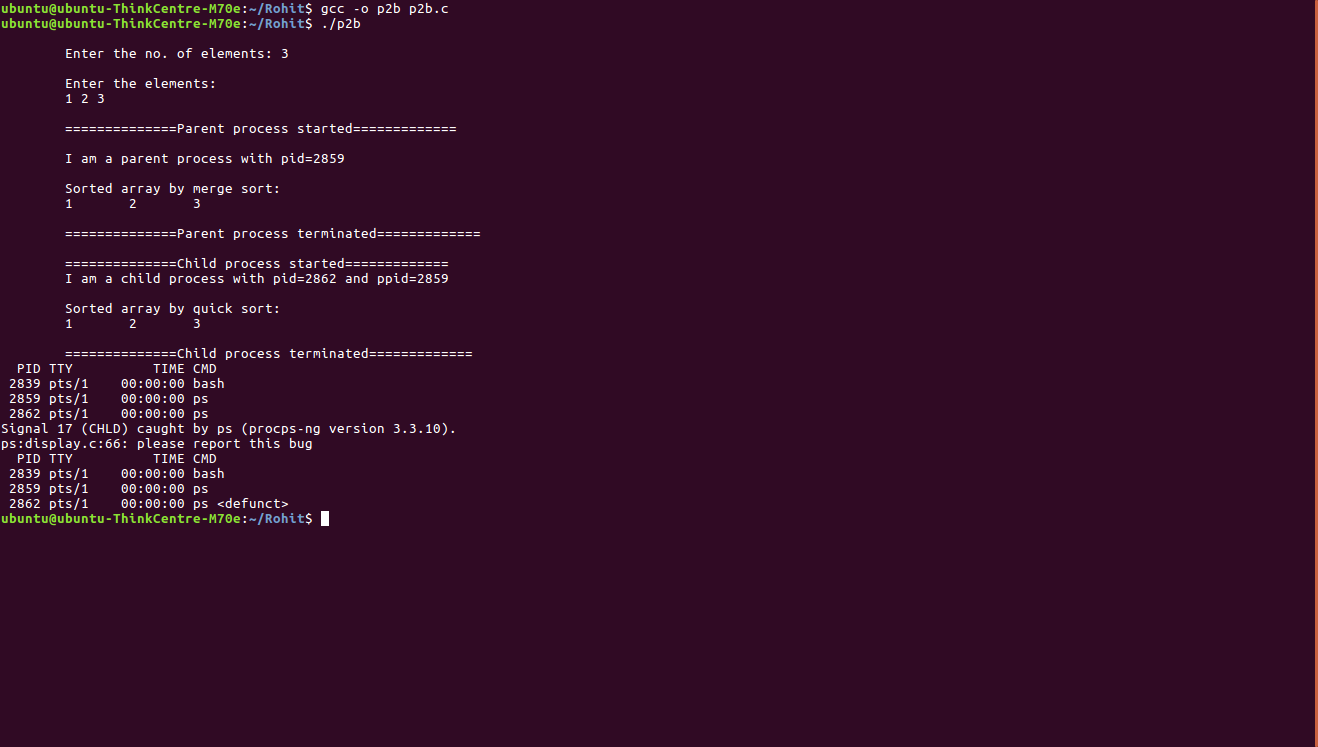 ubuntu@ubuntu-ThinkCentre-M70e:~/Rohit$ gcc -o p2b p2b.c
ubuntu@ubuntu-ThinkCentre-M70e:~/Rohit$ ./p2b
Enter the no. of elements: 3
Enter the elements:
1 2 3
==============Parent process started=============
I am a parent process with pid=2859
Sorted array by merge sort:
1 2 3
==============Parent process terminated=============
==============Child process started=============
I am a child process with pid=2862 and ppid=2859
Sorted array by quick sort:
1 2 3
==============Child process terminated=============
PID TTY TIME CMD
2839 pts/1 00:00:00 bash
2859 pts/1 00:00:00 ps
2862 pts/1 00:00:00 ps
Signal 17 (CHLD) caught by ps (procps-ng version 3.3.10).
ps:display.c:66: please report this bug
PID TTY TIME CMD
2839 pts/1 00:00:00 bash
2859 pts/1 00:00:00 ps
2862 pts/1 00:00:00 ps <defunct>
ubuntu@ubuntu-ThinkCentre-M70e:~/Rohit$